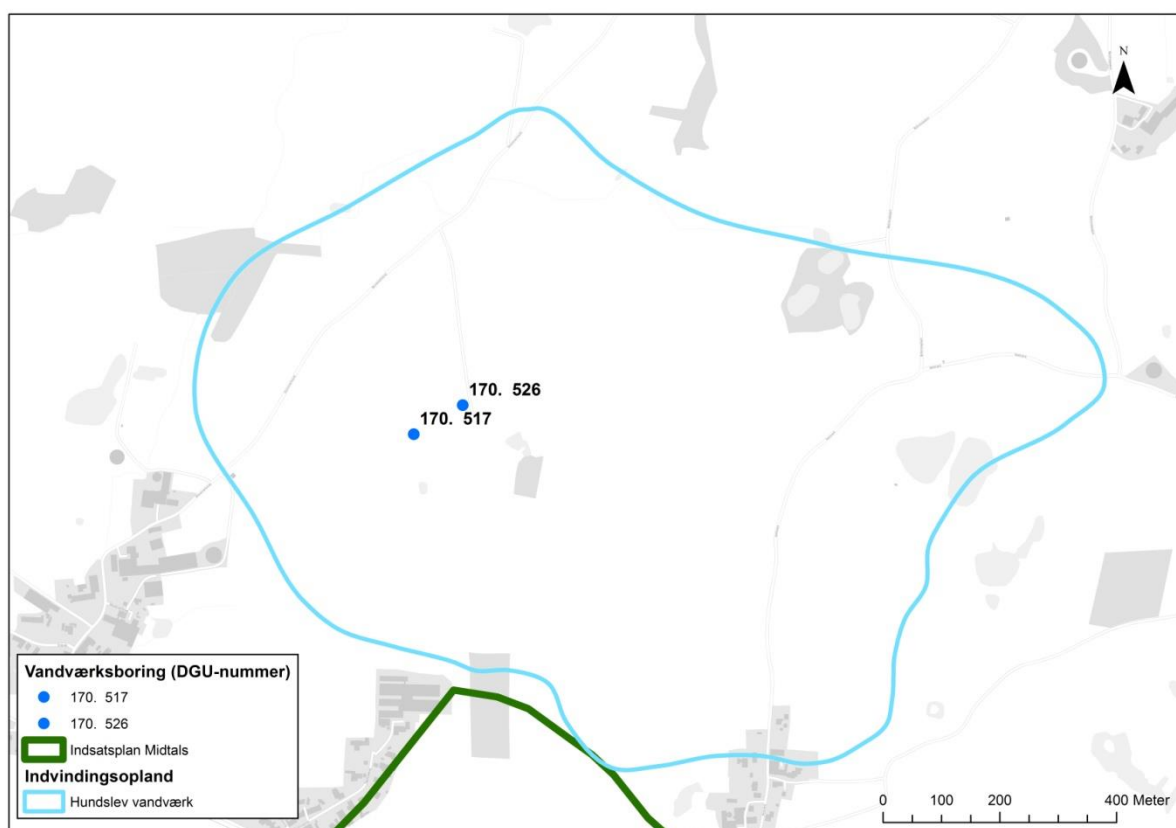 N
170. 526
170. 517
Vandværksboring (DGU-nummer)
170. 517
170. 526
Indsatsplan Midtals
Indvindingsopland
Hundslev vandværk
0 100 200 400 Meter